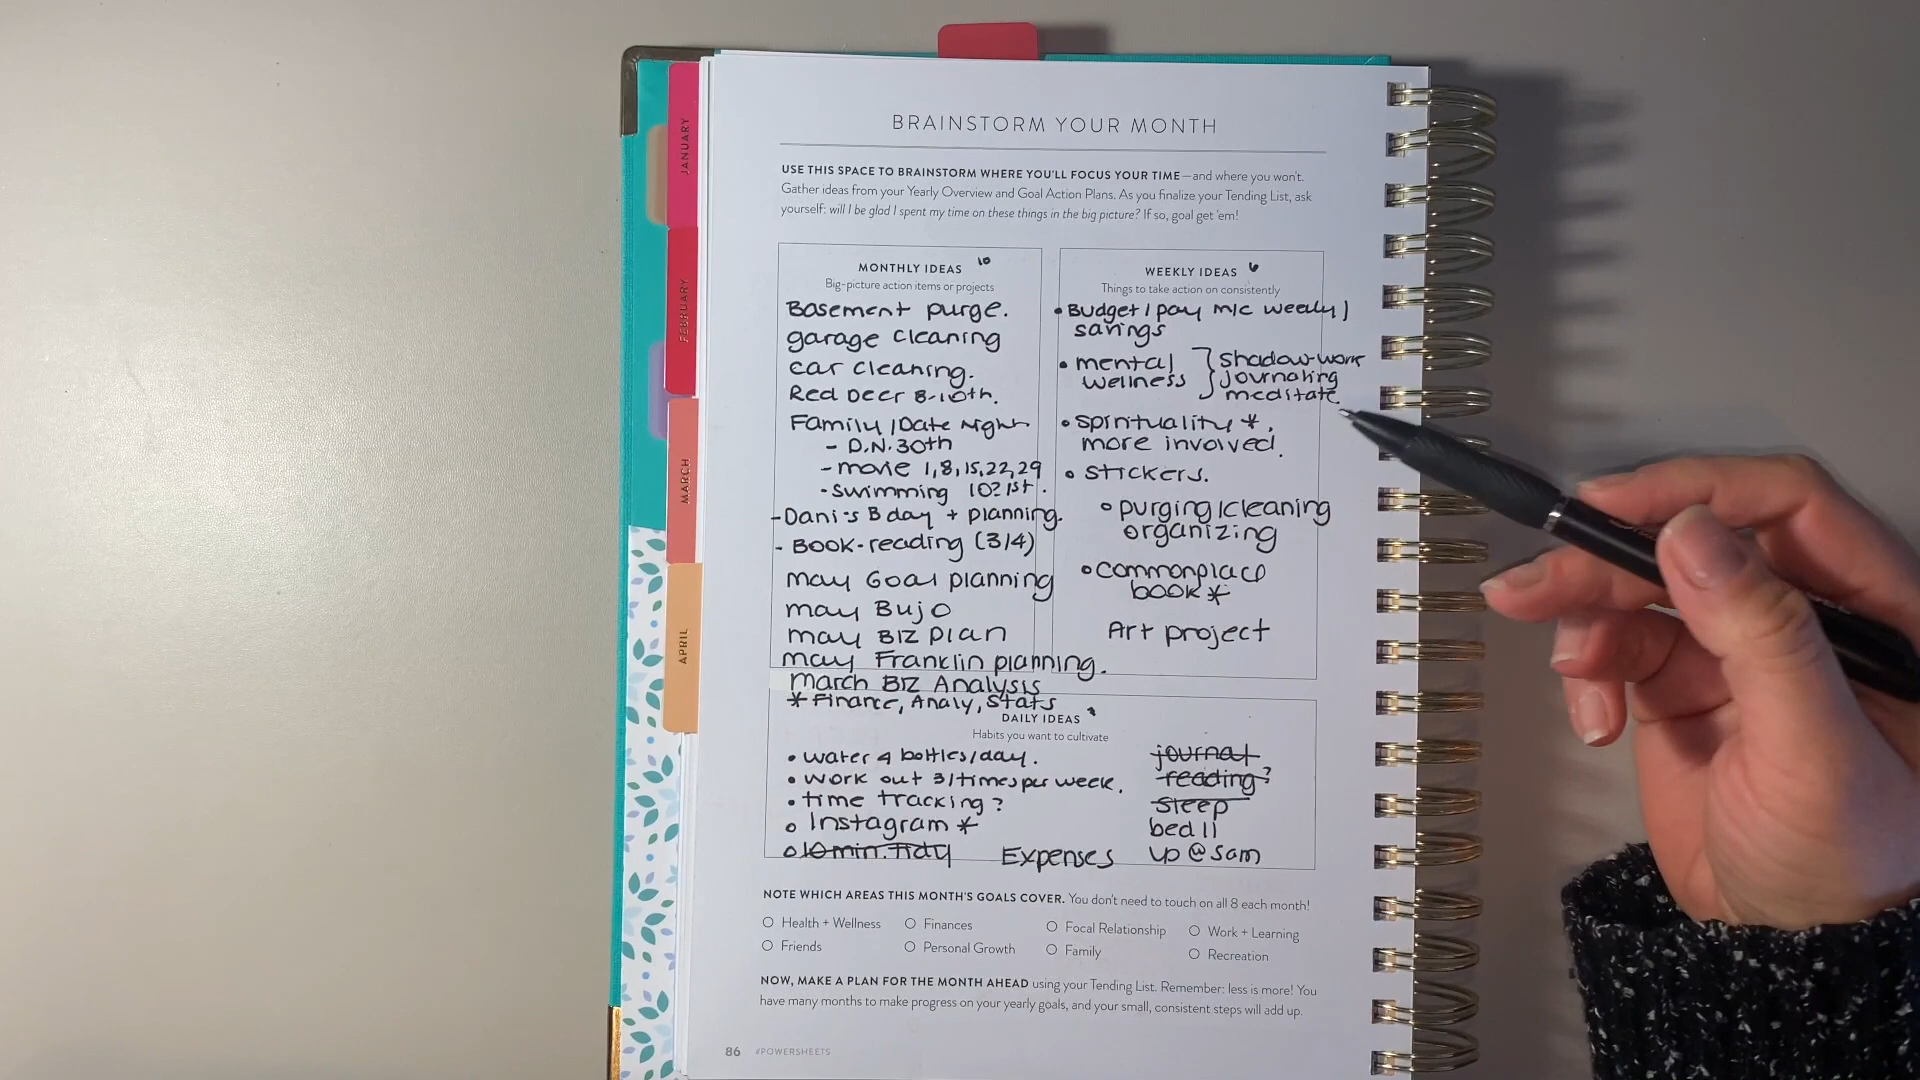 JANUARY
FEBRUARY
MARCH
APRIL
BRAINSTORM YOUR MONTH
USE THIS SPACE TO BRAINSTORM WHERE YOU'LL FOCUS YOUR TIME—and where you won't.
Gather ideas from your Yearly Overview and Goal Action Plans. As you finalize your Tending List, ask
yourself: will I be glad I spent my time on these things in the big picture? If so, goal get 'em!
MONTHLY IDEAS 10
Big-picture action items or projects
Basement purge.
garage cleaning
car cleaning.
Red Deer 8-10th.
Family / Date Night
- D.N. 30th
- movie 1,8,15,22,29
- swimming 10? 1st.
- Dani's B day + planning.
- Book-reading (3/4)
may Goal planning
may Bujo
may Biz plan
may Franklin planning.
march Biz Analysis
* Finance, Analy, Stats
WEEKLY IDEAS 6
Things to take action on consistently
• Budget / pay m/c weekly /
savings
• mental } shadow-work
wellness } journaling
meditate.
• spirituality *.
more involved.
• stickers.
• purging/cleaning
organizing
• commonplace
book *
Art project
DAILY IDEAS
Habits you want to cultivate
• water 4 bottles/day.
• work out 3/times per week.
• time tracking?
• Instagram *
• 10 min. Tidy
Expenses
journal
reading?
sleep
bed 11
up @ 5am
NOTE WHICH AREAS THIS MONTH'S GOALS COVER. You don't need to touch on all 8 each month!
Health + Wellness Finances Focal Relationship Work + Learning
Friends Personal Growth Family Recreation
NOW, MAKE A PLAN FOR THE MONTH AHEAD using your Tending List. Remember: less is more! You
have many months to make progress on your yearly goals, and your small, consistent steps will add up.
86 #POWERSHEETS